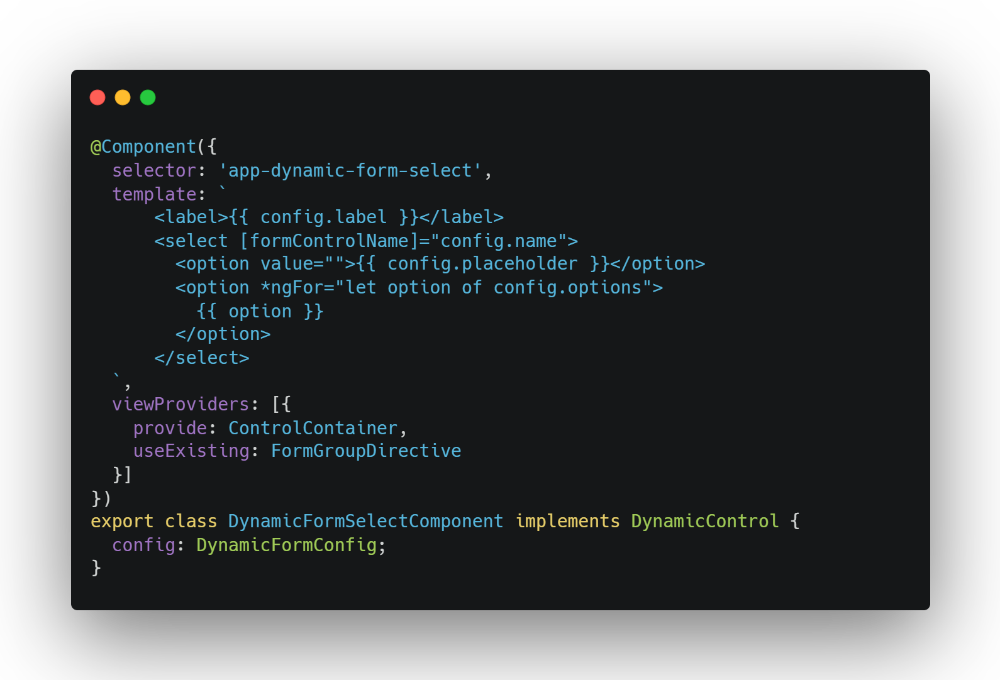 @Component({
  selector: 'app-dynamic-form-select',
  template: `
      <label>{{ config.label }}</label>
      <select [formControlName]="config.name">
        <option value="">{{ config.placeholder }}</option>
        <option *ngFor="let option of config.options">
          {{ option }}
        </option>
      </select>
  `,
  viewProviders: [{
    provide: ControlContainer,
    useExisting: FormGroupDirective
  }]
})
export class DynamicFormSelectComponent implements DynamicControl {
  config: DynamicFormConfig;
}